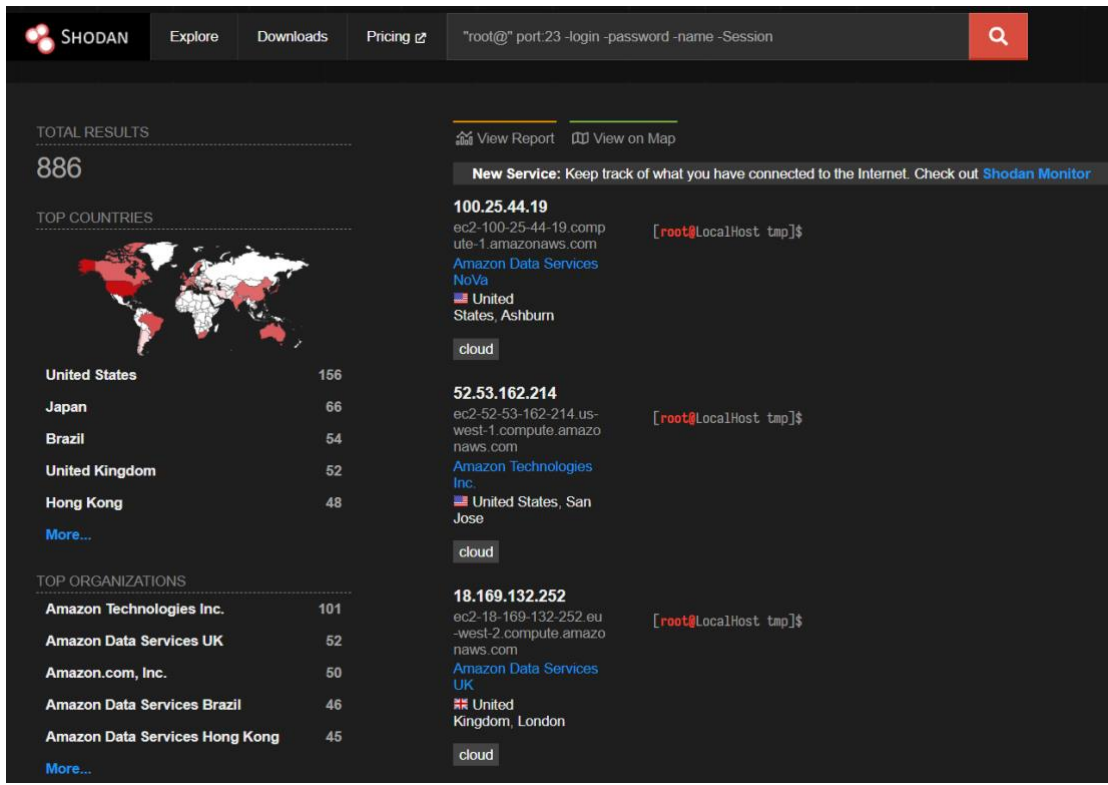 SHODAN Explore Downloads Pricing "root@" port:23 -login -password -name -Session
TOTAL RESULTS
886
TOP COUNTRIES
United States 156
Japan 66
Brazil 54
United Kingdom 52
Hong Kong 48
More...
TOP ORGANIZATIONS
Amazon Technologies Inc. 101
Amazon Data Services UK 52
Amazon.com, Inc. 50
Amazon Data Services Brazil 46
Amazon Data Services Hong Kong 45
More...
View Report View on Map
New Service: Keep track of what you have connected to the Internet. Check out Shodan Monitor
100.25.44.19
ec2-100-25-44-19.comp
ute-1.amazonaws.com
Amazon Data Services
NoVa
United
States, Ashburn
cloud
[root@LocalHost tmp]$
52.53.162.214
ec2-52-53-162-214.us-
west-1.compute.amazo
naws.com
Amazon Technologies
Inc.
United States, San
Jose
cloud
[root@LocalHost tmp]$
18.169.132.252
ec2-18-169-132-252.eu
-west-2.compute.amazo
naws.com
Amazon Data Services
UK
United
Kingdom, London
cloud
[root@LocalHost tmp]$